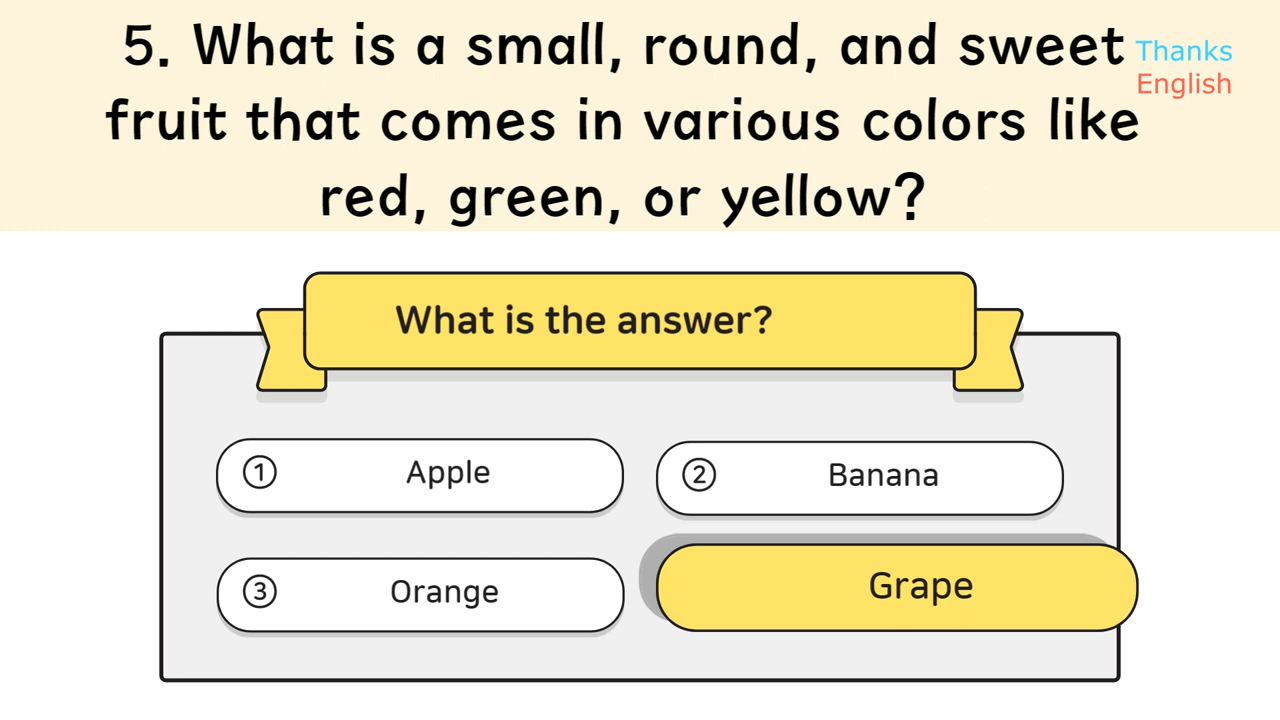 5. What is a small, round, and sweet
fruit that comes in various colors like
red, green, or yellow?
Thanks
English
What is the answer?
① Apple
② Banana
③ Orange
Grape